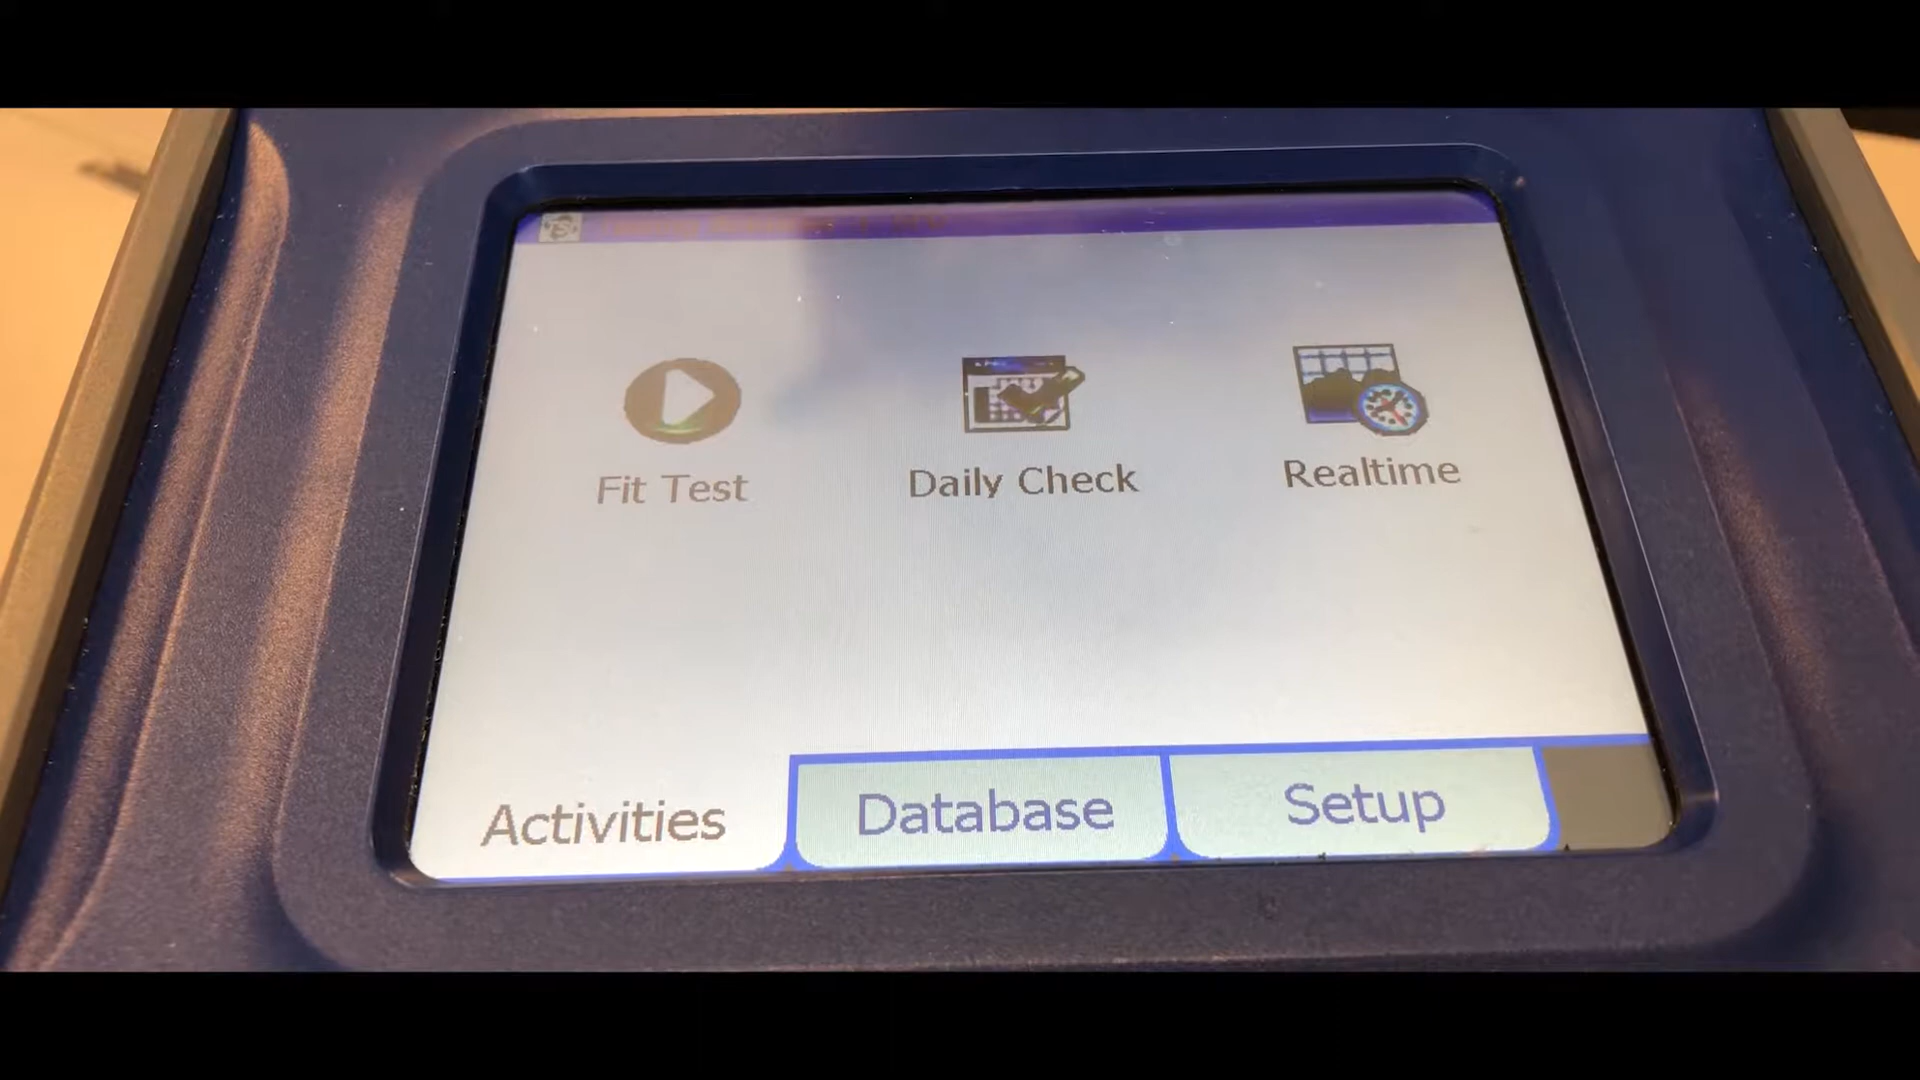 Fit Test
Daily Check
Realtime
Activities
Database
Setup